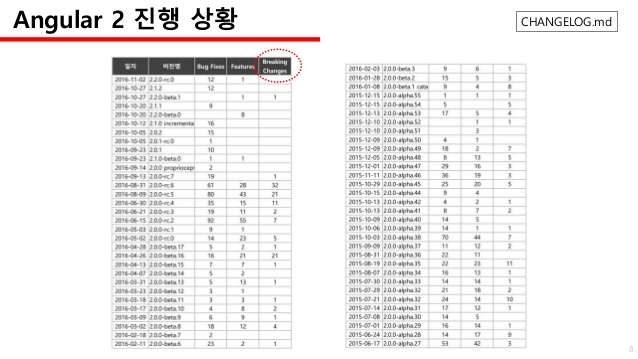 Angular 2 진행 상황
CHANGELOG.md
일자 버전명 Bug Fixes Features Breaking Changes
2016-11-02 2.2.0-rc.0 12 1
2016-10-27 2.1.2 12
2016-10-27 2.2.0-beta.1 1 1
2016-10-20 2.1.1 9
2016-10-20 2.2.0-beta.0 8
2016-10-12 2.1.0 incrementa 16
2016-10-05 2.0.2 15
2016-10-05 2.0.1-rc.0 1
2016-09-23 2.0.1 10
2016-09-23 2.1.0-beta.0 1 1
2016-09-14 2.0.0 propriocept 2
2016-09-13 2.0.0-rc.7 19 1
2016-08-31 2.0.0-rc.6 61 28 32
2016-08-09 2.0.0-rc.5 80 43 21
2016-06-30 2.0.0-rc.4 35 15 11
2016-06-21 2.0.0-rc.3 19 11 2
2016-06-15 2.0.0-rc.2 92 55 7
2016-05-03 2.0.0-rc.1 9 1
2016-05-02 2.0.0-rc.0 14 23 5
2016-04-28 2.0.0-beta.17 5 2 1
2016-04-26 2.0.0-beta.16 16 21 21
2016-04-13 2.0.0-beta.15 7 7 1
2016-04-07 2.0.0-beta.14 5 2
2016-03-31 2.0.0-beta.13 5 13 1
2016-03-23 2.0.0-beta.12 3 1
2016-03-18 2.0.0-beta.11 3 3 1
2016-03-17 2.0.0-beta.10 4 8 2
2016-03-09 2.0.0-beta.9 6 9 1
2016-03-02 2.0.0-beta.8 18 12 4
2016-02-18 2.0.0-beta.7 2
2016-02-11 2.0.0-beta.6 23 2 1
2016-02-03 2.0.0-beta.3 9 6 1
2016-01-28 2.0.0-beta.2 15 5 3
2016-01-08 2.0.0-beta.1 cata 9 4 8
2015-12-15 2.0.0-alpha.55 1 1 1
2015-12-15 2.0.0-alpha.54 5 5
2015-12-13 2.0.0-alpha.53 17 5 4
2015-12-10 2.0.0-alpha.52 1 1
2015-12-10 2.0.0-alpha.51 3
2015-12-09 2.0.0-alpha.50 4 1
2015-12-09 2.0.0-alpha.49 18 2 7
2015-12-05 2.0.0-alpha.48 8 13 5
2015-12-01 2.0.0-alpha.47 29 16 3
2015-11-11 2.0.0-alpha.46 36 19 3
2015-10-29 2.0.0-alpha.45 25 20 5
2015-10-15 2.0.0-alpha.44 9 4
2015-10-13 2.0.0-alpha.42 4 2 1
2015-10-13 2.0.0-alpha.41 8 7 2
2015-10-09 2.0.0-alpha.40 14 5
2015-10-06 2.0.0-alpha.39 14 1 1
2015-10-03 2.0.0-alpha.38 70 44 7
2015-09-09 2.0.0-alpha.37 11 12 2
2015-08-31 2.0.0-alpha.36 22 11
2015-08-19 2.0.0-alpha.35 22 23 11
2015-08-07 2.0.0-alpha.34 16 13 1
2015-07-30 2.0.0-alpha.33 14 14 1
2015-07-29 2.0.0-alpha.32 21 18 2
2015-07-21 2.0.0-alpha.32 24 14 10
2015-07-14 2.0.0-alpha.31 17 12 1
2015-07-08 2.0.0-alpha.30 14 5
2015-07-01 2.0.0-alpha.29 16 14 1
2015-06-24 2.0.0-alpha.28 14 17 9
2015-06-17 2.0.0-alpha.27 53 42 3
8